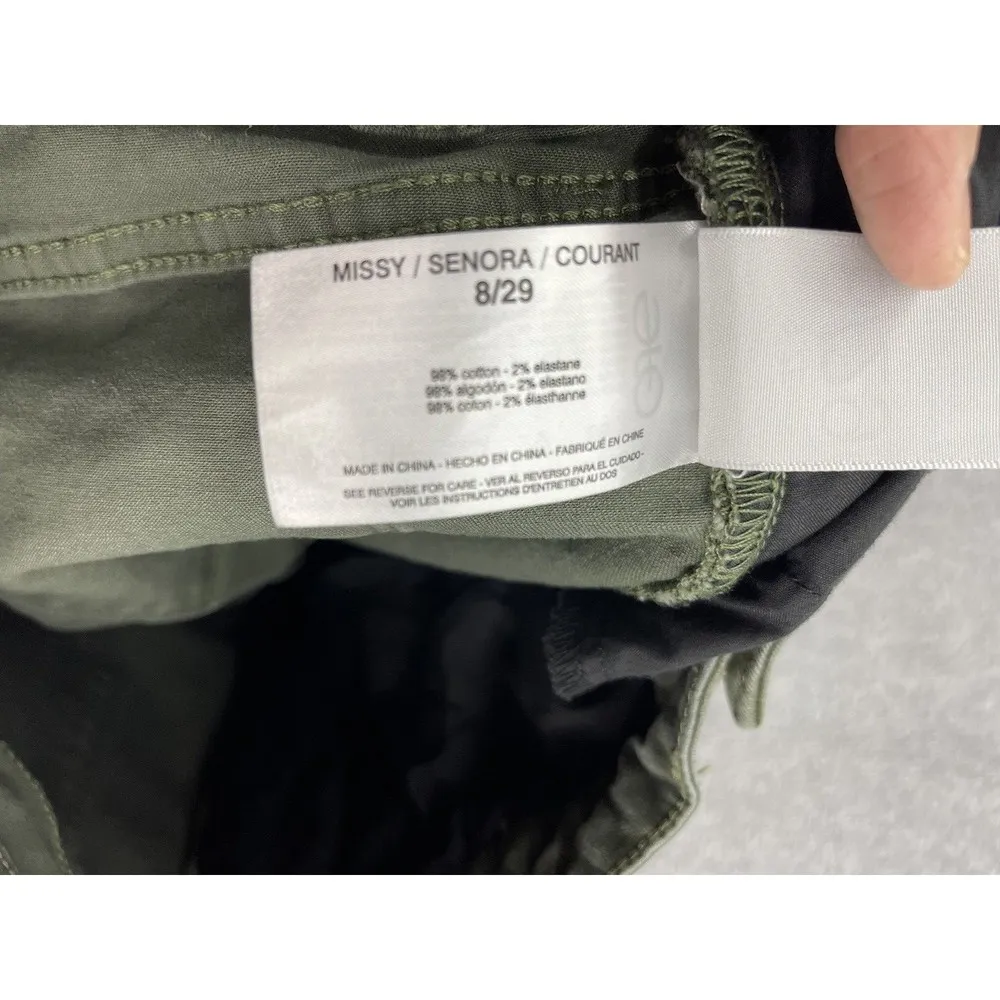 MISSY / SENORA / COURANT
8/29
98% cotton - 2% elastane
98% algodón - 2% elastano
98% coton - 2% élasthanne
MADE IN CHINA - HECHO EN CHINA - FABRIQUÉ EN CHINE
SEE REVERSE FOR CARE - VER AL REVERSO PARA EL CUIDADO -
VOIR LES INSTRUCTIONS D'ENTRETIEN AU DOS